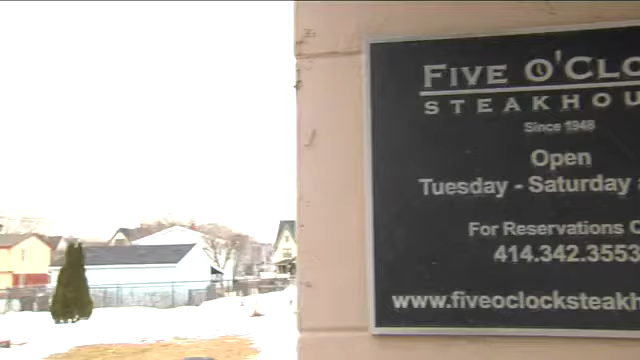 FIVE O'CLO
STEAKHOU
Since 1948
Open
Tuesday - Saturday
For Reservations C
414.342.3553
www.fiveoclocksteakh